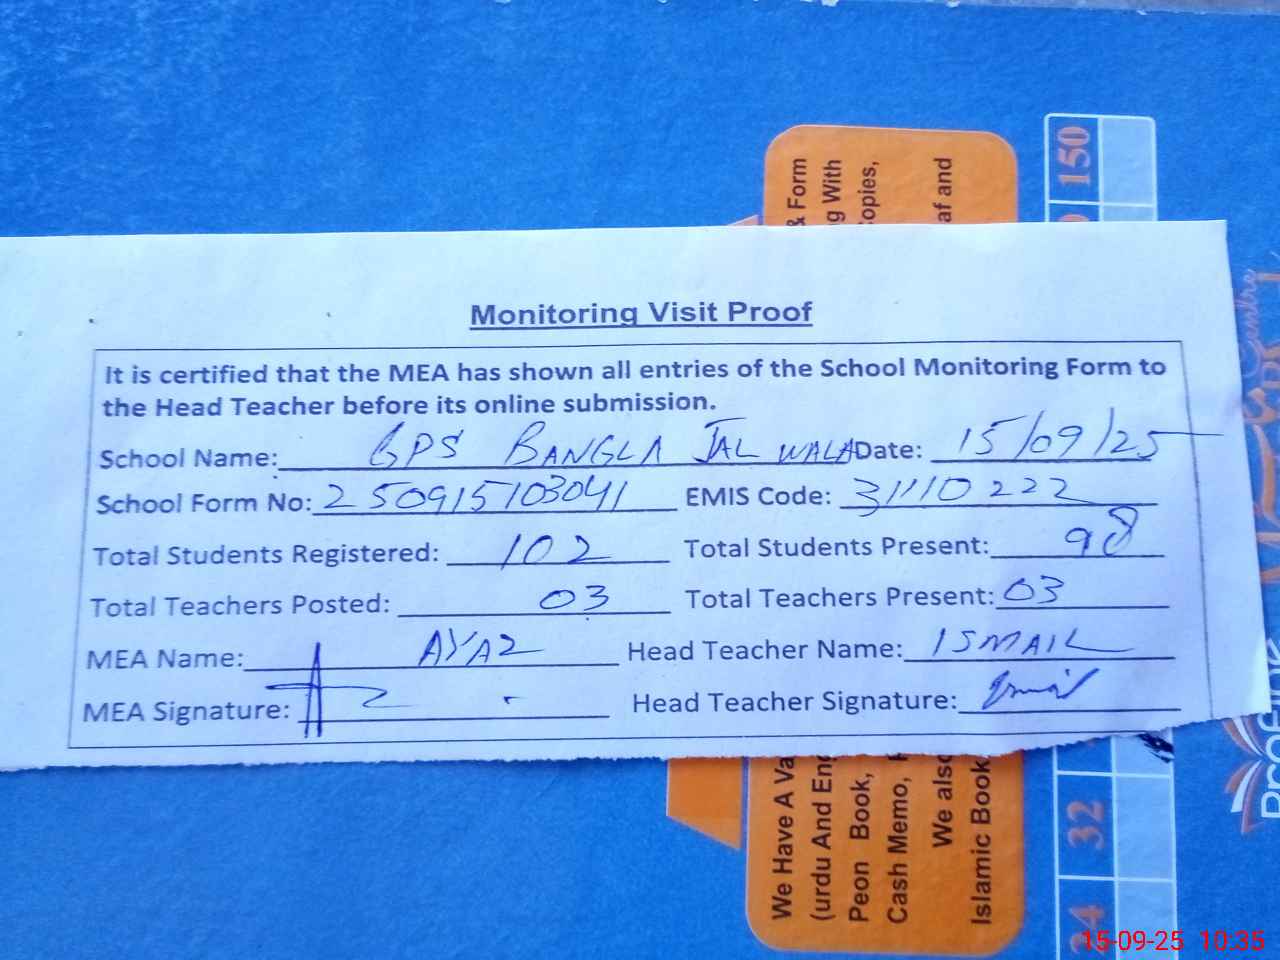 Monitoring Visit Proof
It is certified that the MEA has shown all entries of the School Monitoring Form to
the Head Teacher before its online submission.
School Name: GPS BANGLA JAL WALA Date: 15/09/25
School Form No: 250915103041 EMIS Code: 31110222
Total Students Registered: 102 Total Students Present: 98
Total Teachers Posted: 03 Total Teachers Present: 03
MEA Name: AYAZ Head Teacher Name: ISMAIL
MEA Signature: Head Teacher Signature:
& Form
g With
opies,
af and
150
We Have A Va
(urdu And Eng
Peon Book,
Cash Memo,
We also
Islamic Book
32
24
entre
15-09-25 10:35